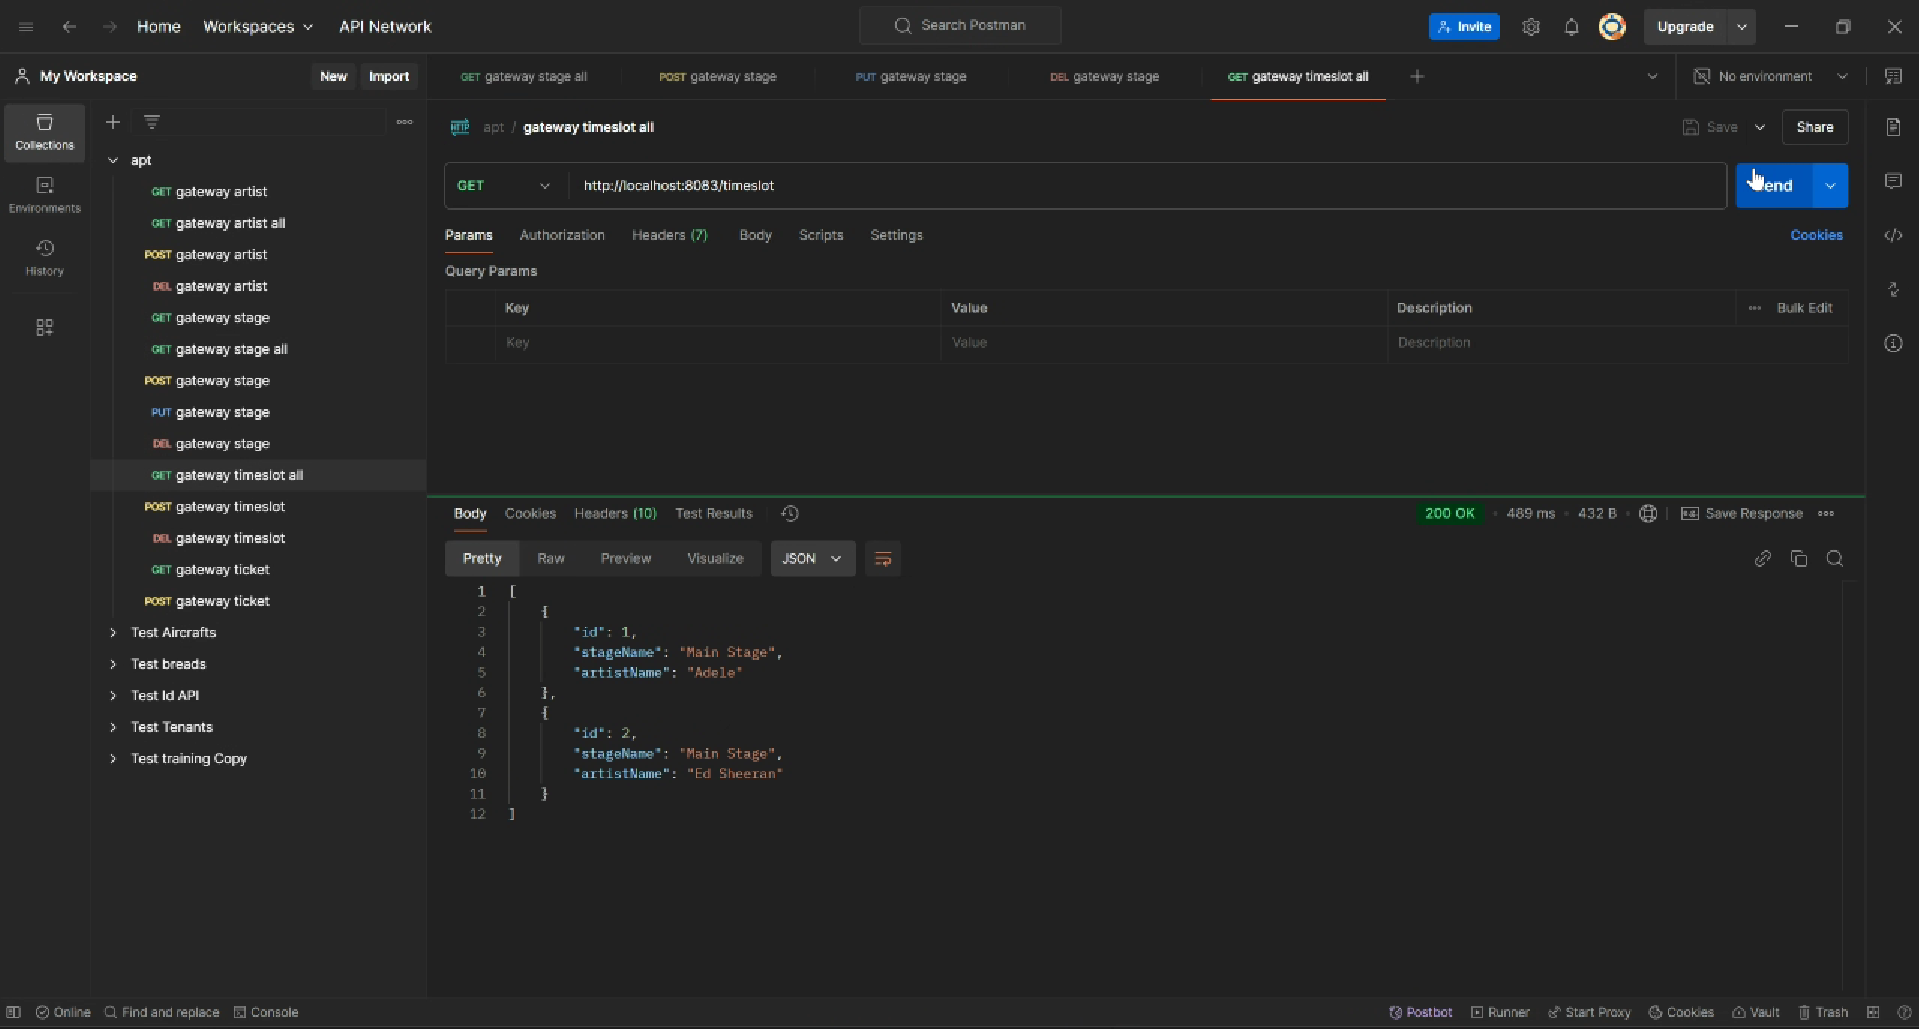 Home Workspaces API Network
Search Postman
Invite
Upgrade
My Workspace
New Import
GET gateway stage all
POST gateway stage
PUT gateway stage
DEL gateway stage
GET gateway timeslot all
No environment
Collections
Environments
History
apt
GET gateway artist
GET gateway artist all
POST gateway artist
DEL gateway artist
GET gateway stage
GET gateway stage all
POST gateway stage
PUT gateway stage
DEL gateway stage
GET gateway timeslot all
POST gateway timeslot
DEL gateway timeslot
GET gateway ticket
POST gateway ticket
Test Aircrafts
Test breads
Test Id API
Test Tenants
Test training Copy
HTTP apt / gateway timeslot all
Save Share
GET http://localhost:8083/timeslot
end
Params Authorization Headers (7) Body Scripts Settings
Cookies
Query Params
Key Value Description Bulk Edit
Key Value Description
Body Cookies Headers (10) Test Results
200 OK 489 ms 432 B Save Response
Pretty Raw Preview Visualize JSON
1 [
2 {
3 "id": 1,
4 "stageName": "Main Stage",
5 "artistName": "Adele"
6 },
7 {
8 "id": 2,
9 "stageName": "Main Stage",
10 "artistName": "Ed Sheeran"
11 }
12 ]
Online Find and replace Console
Postbot Runner Start Proxy Cookies Vault Trash